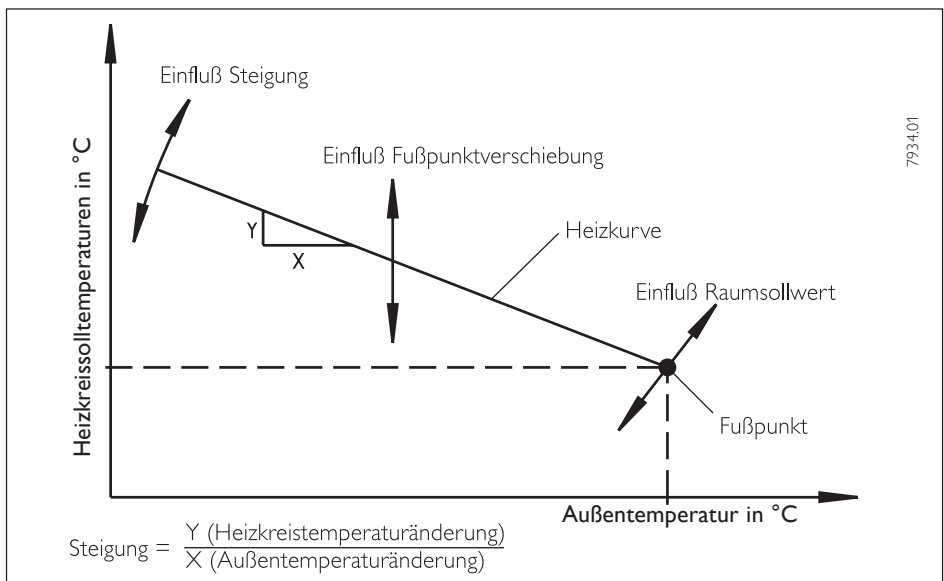 Einfluß Steigung
7934.01
Einfluß Fußpunktverschiebung
Heizkreissolltemperaturen in °C
Y
X
Heizkurve
Einfluß Raumsollwert
Fußpunkt
Außentemperatur in °C
Steigung = Y (Heizkreistemperaturänderung)
X (Außentemperaturänderung)